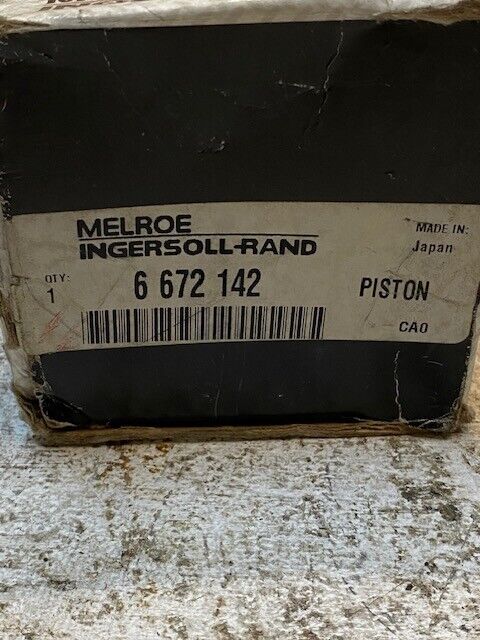 MELROE
INGERSOLL-RAND
MADE IN:
Japan
QTY:
1
6 672 142
PISTON
CAO